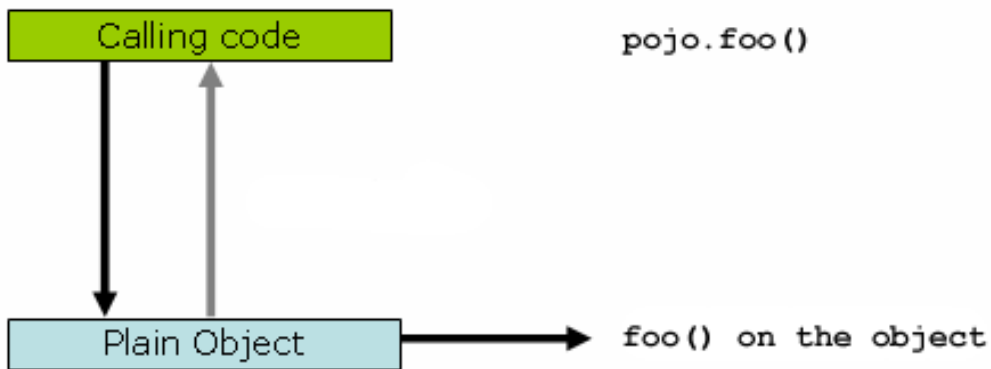 Calling code
pojo.foo()
Plain Object
foo() on the object